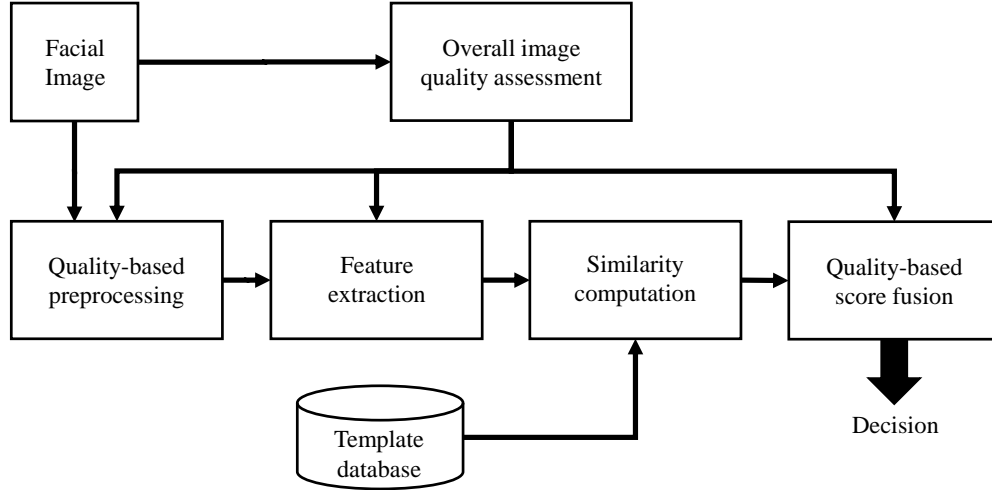 Facial
Image
Overall image
quality assessment
Quality-based
preprocessing
Feature
extraction
Similarity
computation
Quality-based
score fusion
Template
database
Decision